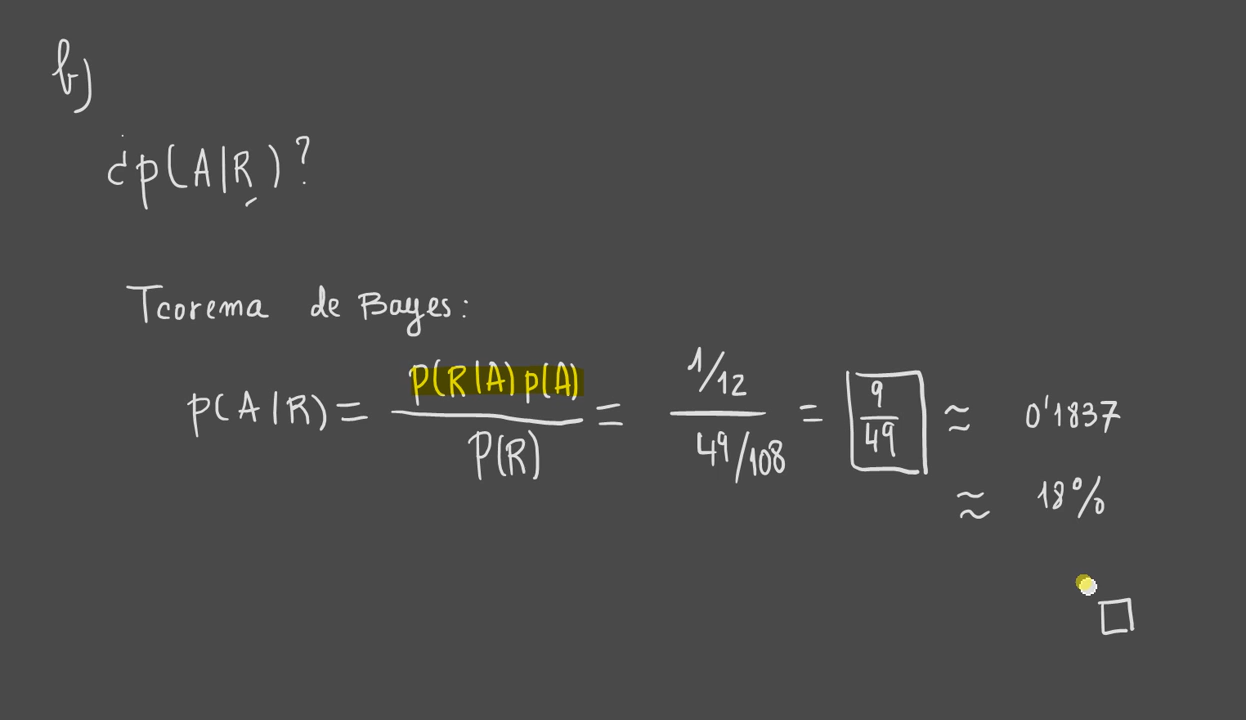 b)
¿p(A|R)?
Teorema de Bayes:
p(A|R) = P(R|A) p(A) / P(R) = 1/12 / 49/108 = 9/49 ≈ 0'1837
≈ 18%